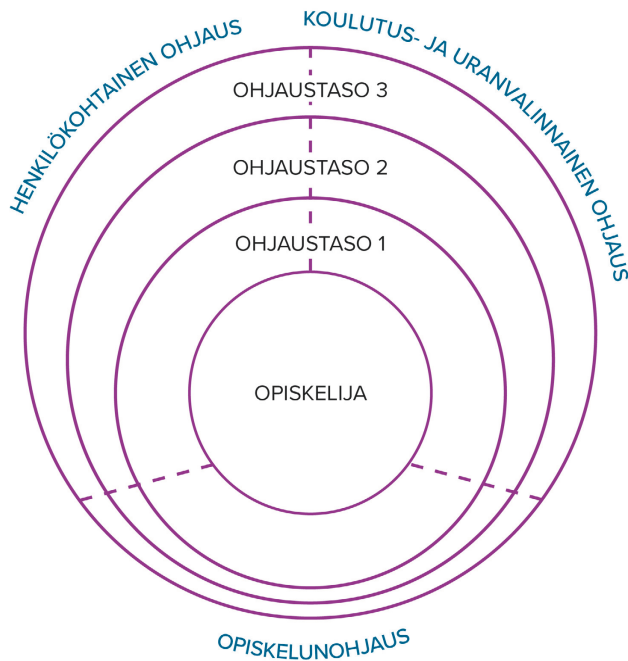 HENKILÖKOHTAINEN OHJAUS
KOULUTUS- JA URANVALINNAINEN OHJAUS
OHJAUSTASO 3
OHJAUSTASO 2
OHJAUSTASO 1
OPISKELIJA
OPISKELUNOHJAUS